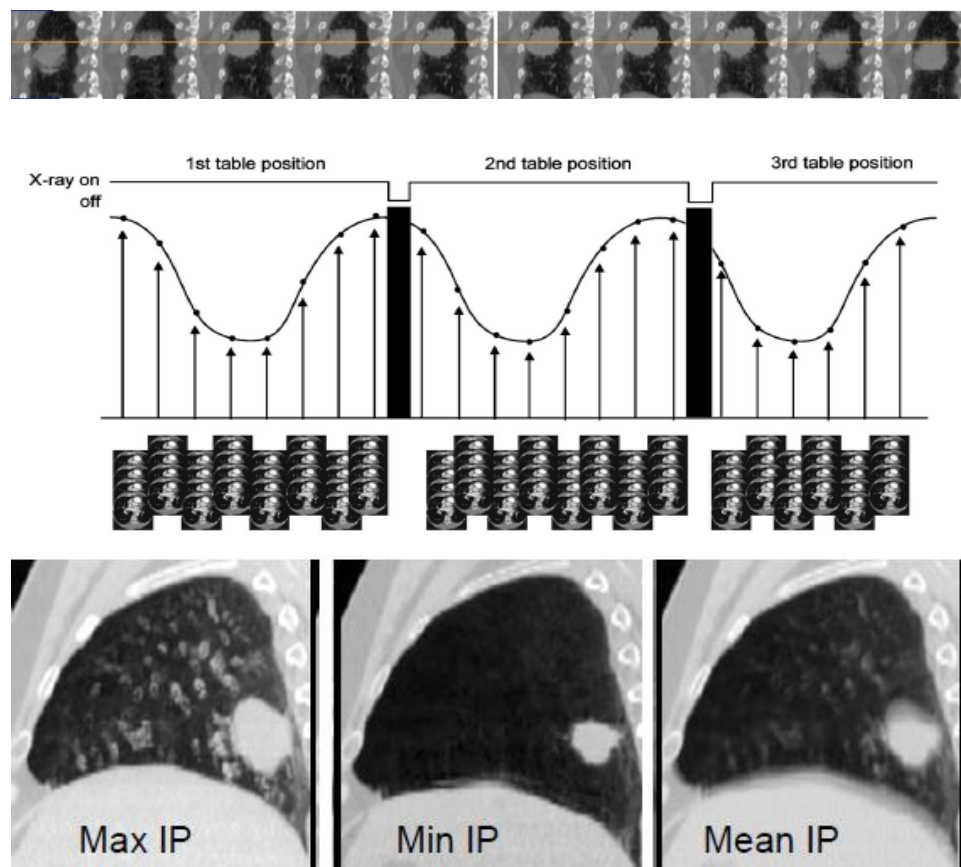 1st table position
2nd table position
3rd table position
X-ray on
off
Max IP
Min IP
Mean IP